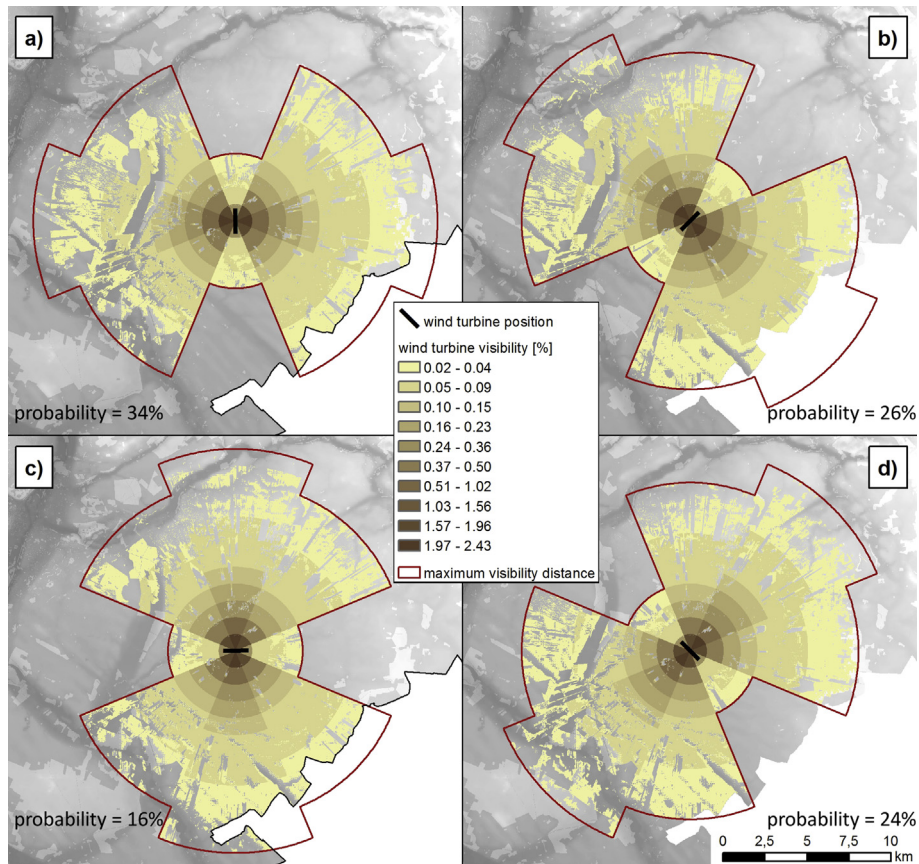 a)
b)
probability = 34%
probability = 26%
wind turbine position
wind turbine visibility [%]
0.02 - 0.04
0.05 - 0.09
0.10 - 0.15
0.16 - 0.23
0.24 - 0.36
0.37 - 0.50
0.51 - 1.02
1.03 - 1.56
1.57 - 1.96
1.97 - 2.43
maximum visibility distance
c)
d)
probability = 16%
probability = 24%
0 2,5 5 7,5 10
km